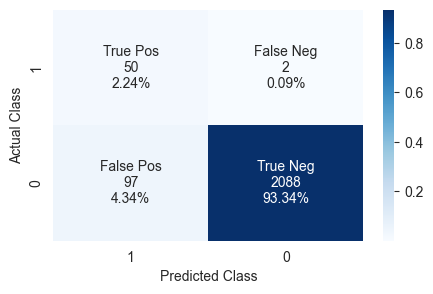 True Pos
50
2.24%
False Neg
2
0.09%
False Pos
97
4.34%
True Neg
2088
93.34%
Actual Class
1
0
1
0
Predicted Class
0.8
0.6
0.4
0.2